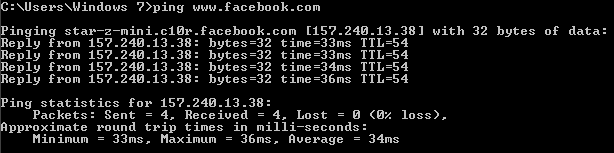 C:\Users\Windows 7>ping www.facebook.com
Pinging star-z-mini.c10r.facebook.com [157.240.13.38] with 32 bytes of data:
Reply from 157.240.13.38: bytes=32 time=33ms TTL=54
Reply from 157.240.13.38: bytes=32 time=33ms TTL=54
Reply from 157.240.13.38: bytes=32 time=34ms TTL=54
Reply from 157.240.13.38: bytes=32 time=36ms TTL=54
Ping statistics for 157.240.13.38:
    Packets: Sent = 4, Received = 4, Lost = 0 (0% loss),
Approximate round trip times in milli-seconds:
    Minimum = 33ms, Maximum = 36ms, Average = 34ms